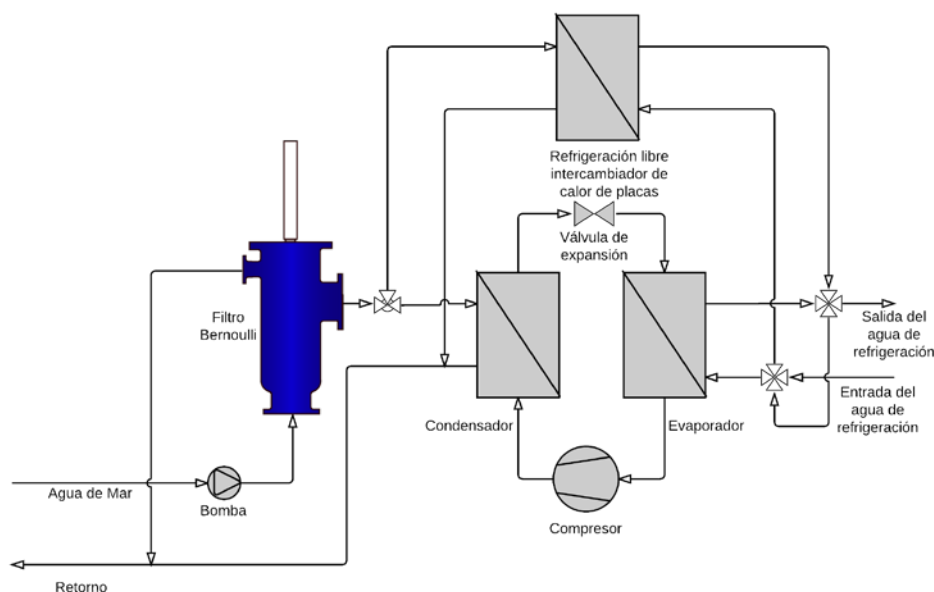 Refrigeración libre
intercambiador de
calor de placas
Válvula de
expansión
Filtro
Bernoulli
Salida del
agua de
refrigeración
Entrada del
agua de
refrigeración
Condensador
Evaporador
Agua de Mar
Bomba
Compresor
Retorno